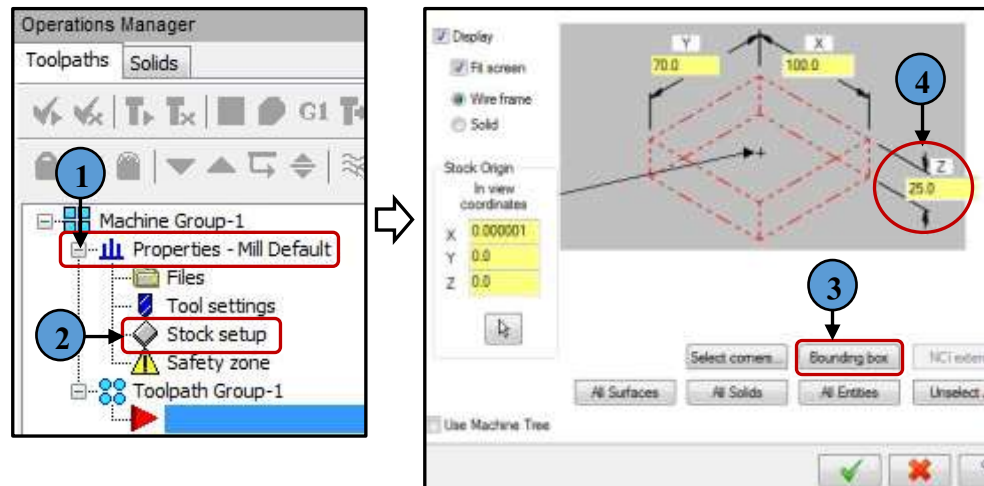 Operations Manager
Toolpaths Solids
G1
1
Machine Group-1
Properties - Mill Default
Files
Tool settings
2
Stock setup
Safety zone
Toolpath Group-1
Display
Fit screen
Wire frame
Solid
Y
70.0
X
100.0
4
Z
25.0
Stock Origin
In view
coordinates
X 0.000001
Y 0.0
Z 0.0
3
Select corners... Bounding box NCI exten
All Surfaces All Solids All Entities Unselect
Use Machine Tree